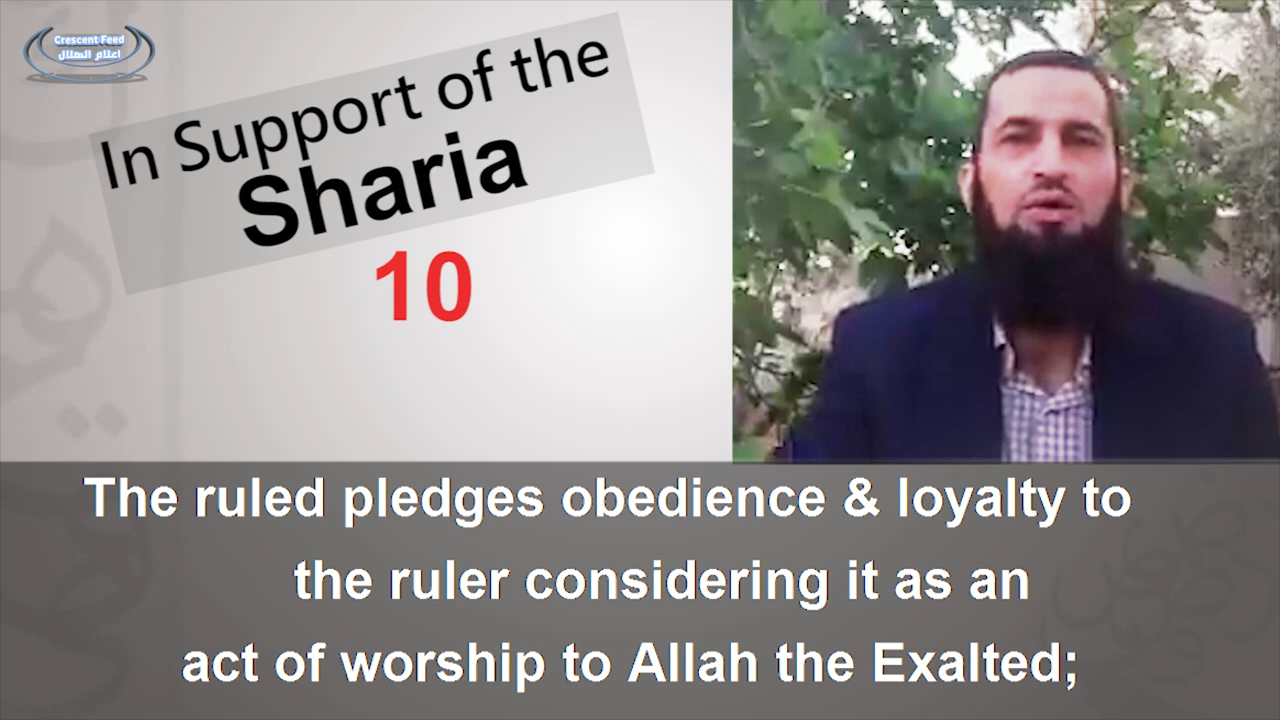 Crescent Feed
اعلام الهلال
In Support of the
Sharia
10
The ruled pledges obedience & loyalty to
the ruler considering it as an
act of worship to Allah the Exalted;